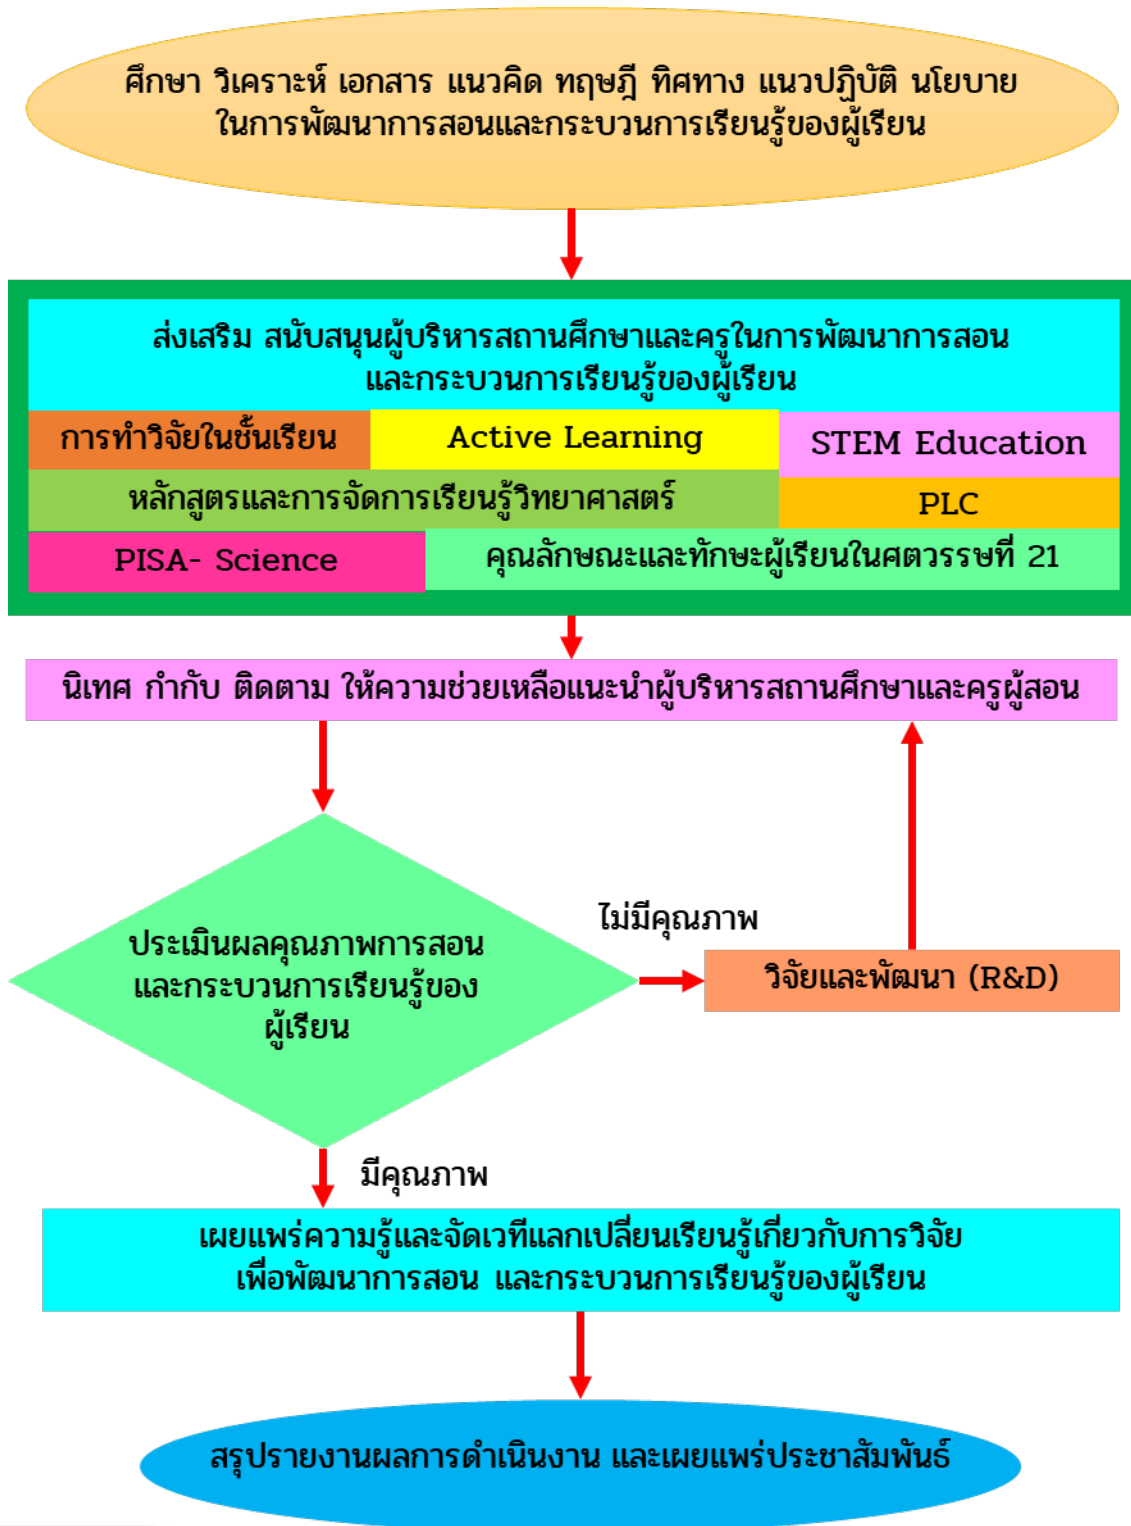 ศึกษา วิเคราะห์ เอกสาร แนวคิด ทฤษฎี ทิศทาง แนวปฏิบัติ นโยบาย
ในการพัฒนาการสอนและกระบวนการเรียนรู้ของผู้เรียน
ส่งเสริม สนับสนุนผู้บริหารสถานศึกษาและครูในการพัฒนาการสอน
และกระบวนการเรียนรู้ของผู้เรียน
การทำวิจัยในชั้นเรียน
Active Learning
STEM Education
หลักสูตรและการจัดการเรียนรู้วิทยาศาสตร์
PLC
PISA- Science
คุณลักษณะและทักษะผู้เรียนในศตวรรษที่ 21
นิเทศ กำกับ ติดตาม ให้ความช่วยเหลือแนะนำผู้บริหารสถานศึกษาและครูผู้สอน
ไม่มีคุณภาพ
ประเมินผลคุณภาพการสอน
และกระบวนการเรียนรู้ของ
ผู้เรียน
วิจัยและพัฒนา (R&D)
มีคุณภาพ
เผยแพร่ความรู้และจัดเวทีแลกเปลี่ยนเรียนรู้เกี่ยวกับการวิจัย
เพื่อพัฒนาการสอน และกระบวนการเรียนรู้ของผู้เรียน
สรุปรายงานผลการดำเนินงาน และเผยแพร่ประชาสัมพันธ์